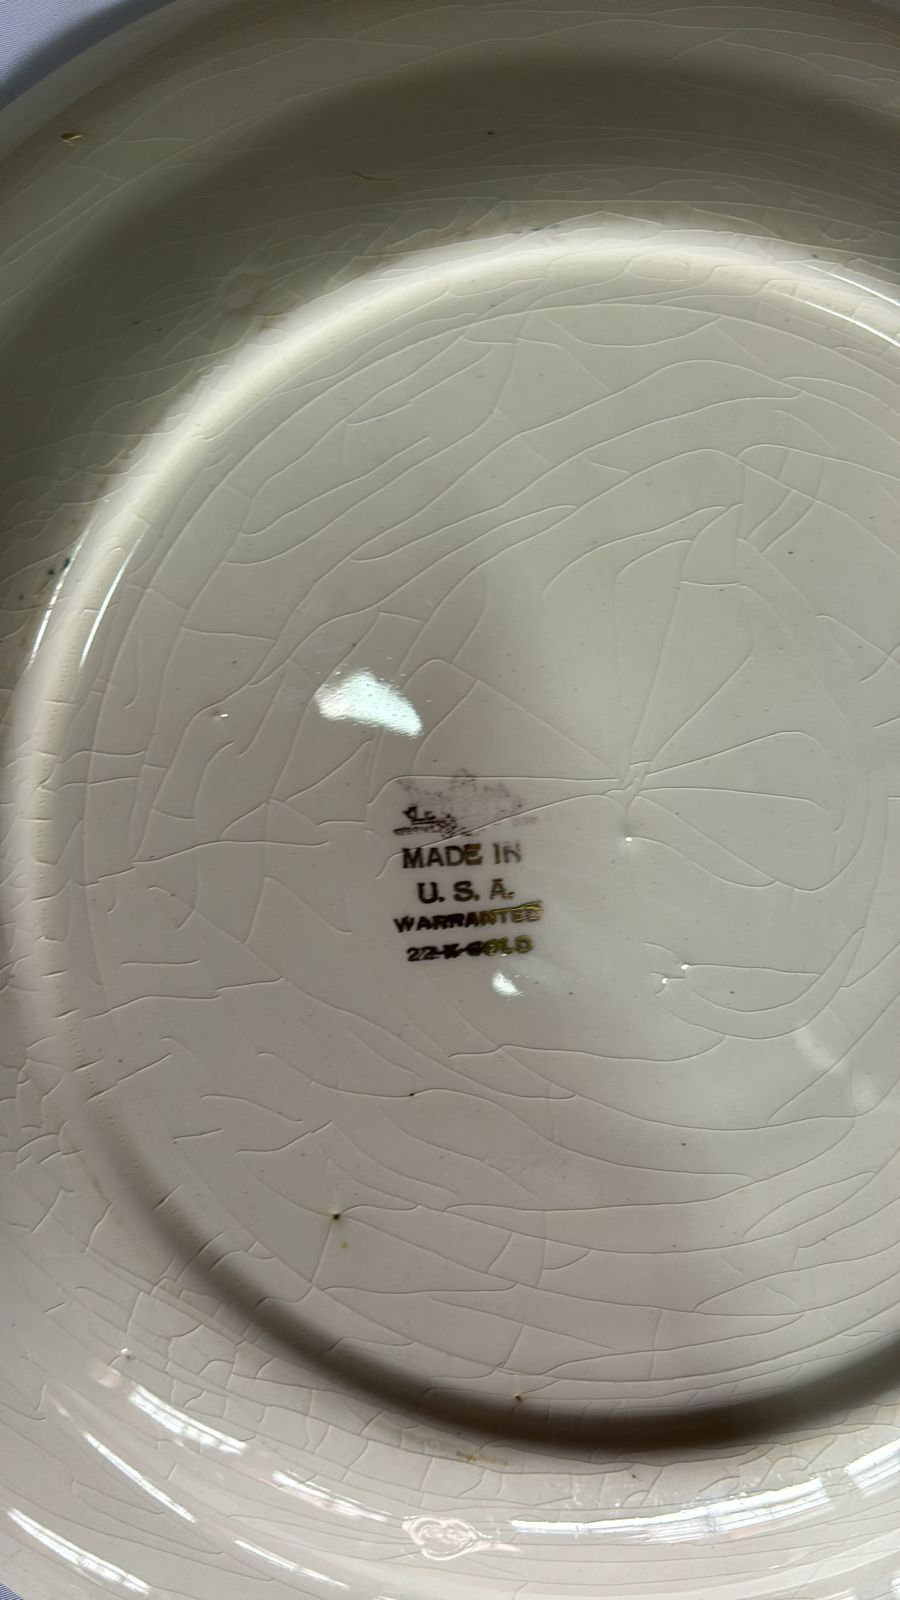 MADE IN
U. S. A.
WARRANTED
22-K-GOLD